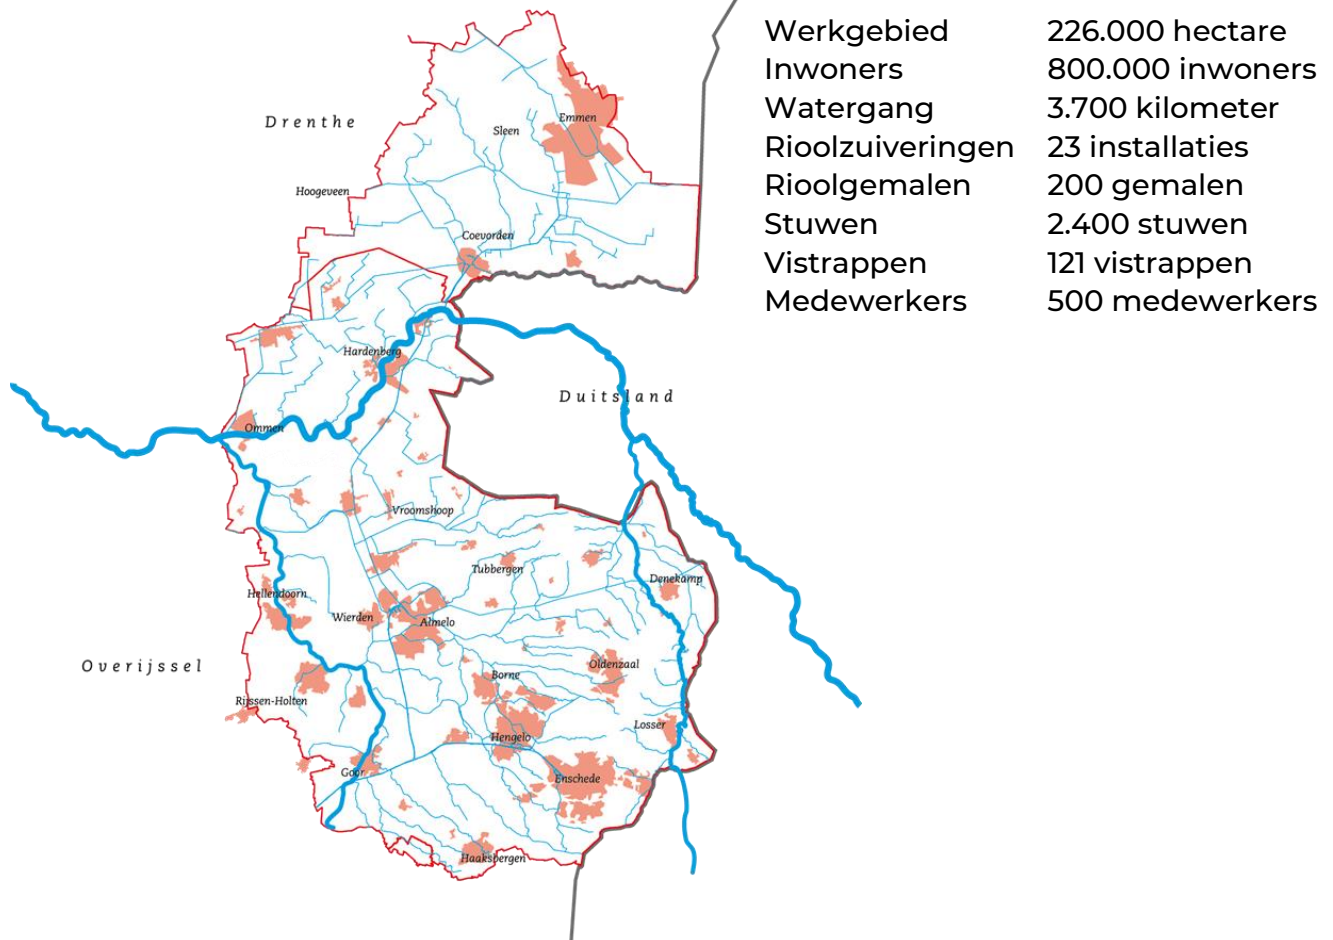 Werkgebied 226.000 hectare
Inwoners 800.000 inwoners
Watergang 3.700 kilometer
Rioolzuiveringen 23 installaties
Rioolgemalen 200 gemalen
Stuwen 2.400 stuwen
Vistrappen 121 vistrappen
Medewerkers 500 medewerkers
Drenthe
Emmen
Sleen
Hoogeveen
Coevorden
Hardenberg
Duitsland
Ommen
Vroomshoop
Tubbergen
Denekamp
Hellendoorn
Wierden
Almelo
Overijssel
Oldenzaal
Borne
Rijssen-Holten
Losser
Hengelo
Goor
Enschede
Haaksbergen